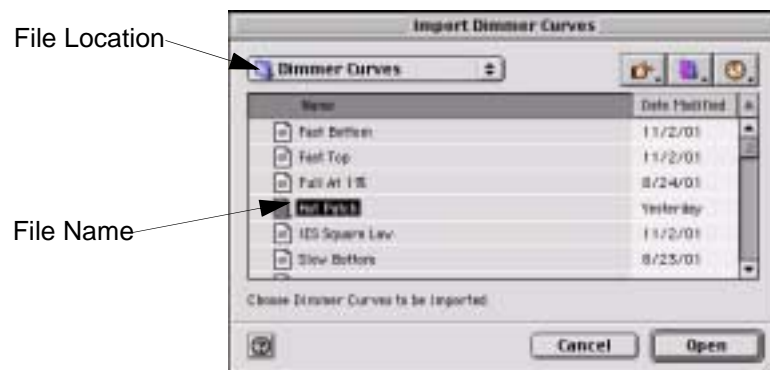 Import Dimmer Curves
File Location
Dimmer Curves
Name
Date Modified
Fast Bottom
11/2/01
Fast Top
11/2/01
Full At 1%
8/24/01
Hot Patch
Yesterday
File Name
IES Square Law
11/2/01
Slow Bottom
8/23/01
Choose Dimmer Curves to be imported
Cancel
Open